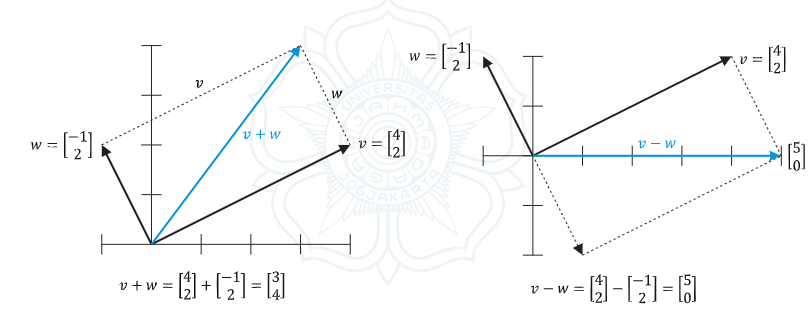 v
w
v + w
w = [−1 2]
v = [4 2]
v + w = [4 2] + [−1 2] = [3 4]
w = [−1 2]
v = [4 2]
v − w
[5 0]
v − w = [4 2] − [−1 2] = [5 0]
UNIVERSITAS